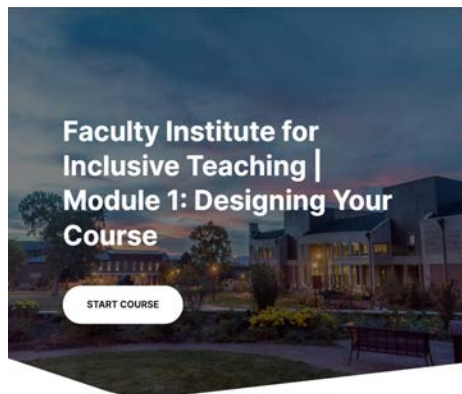 Faculty Institute for
Inclusive Teaching |
Module 1: Designing Your
Course
START COURSE